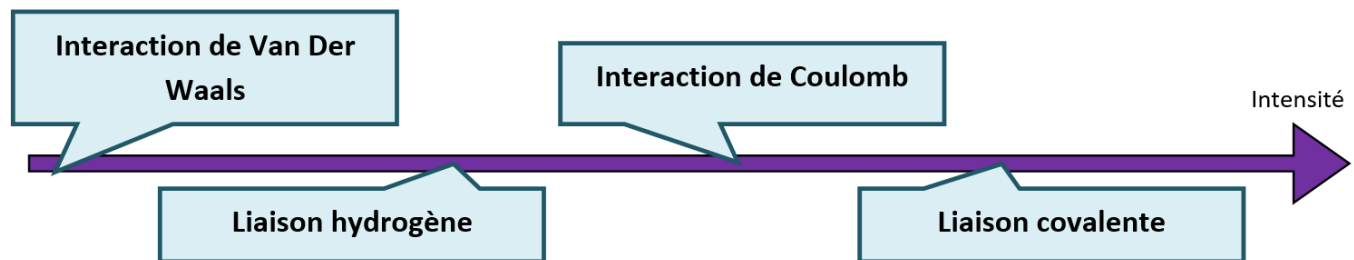 Interaction de Van Der
Waals
Interaction de Coulomb
Intensité
Liaison hydrogène
Liaison covalente